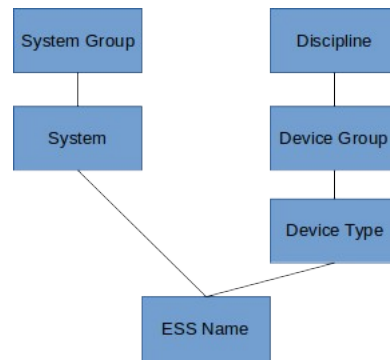 System Group
Discipline
System
Device Group
Device Type
ESS Name